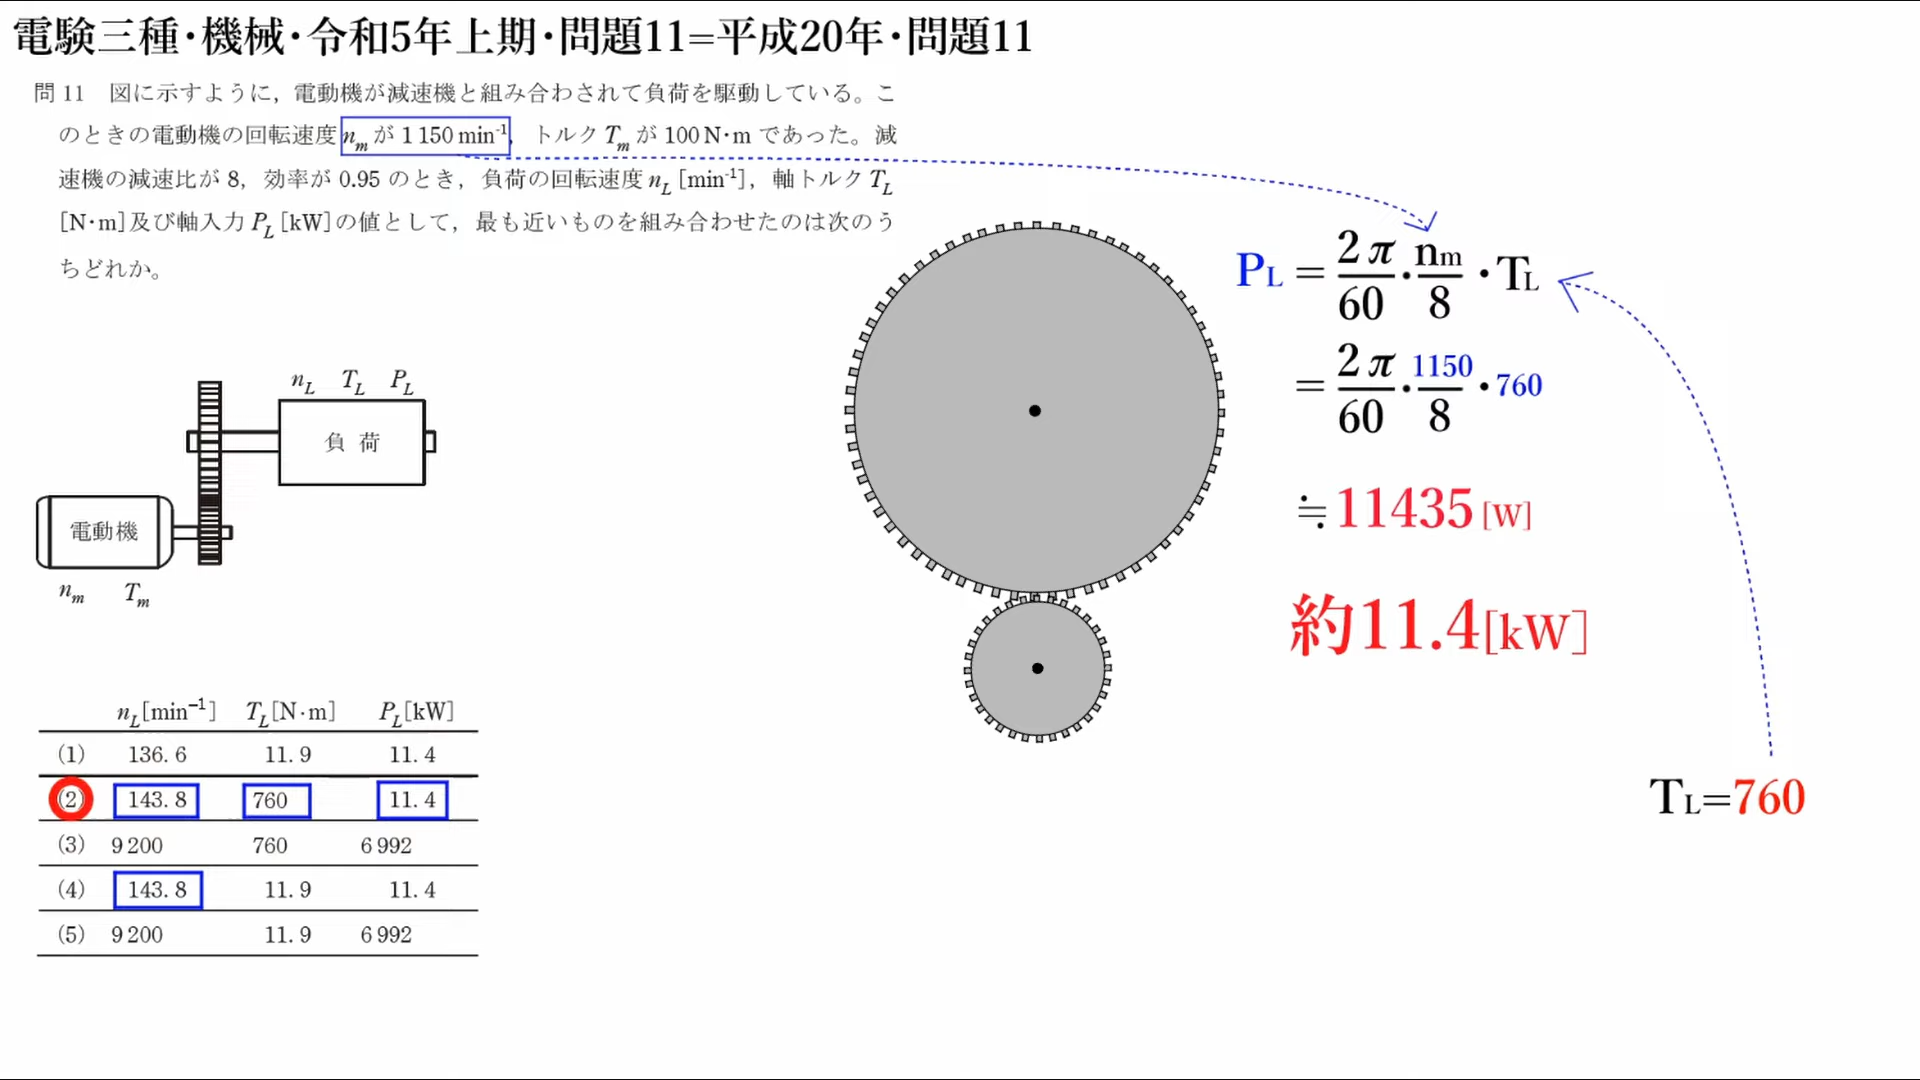 電験三種・機械・令和5年上期・問題11=平成20年・問題11
問 11　図に示すように，電動機が減速機と組み合わされて負荷を駆動している。こ
のときの電動機の回転速度 nm が 1 150 min-1，トルク Tm が 100 N・m であった。減
速機の減速比が 8，効率が 0.95 のとき，負荷の回転速度 nL [min-1]，軸トルク TL
[N・m]及び軸入力 PL [kW]の値として，最も近いものを組み合わせたのは次のう
ちどれか。
nL TL PL
負 荷
電動機
nm Tm
nL[min-1] TL[N・m] PL[kW]
(1) 136.6 11.9 11.4
(2) 143.8 760 11.4
(3) 9 200 760 6 992
(4) 143.8 11.9 11.4
(5) 9 200 11.9 6 992
PL = 2π/60・nm/8・TL
= 2π/60・1150/8・760
≒11435[W]
約11.4[kW]
TL=760